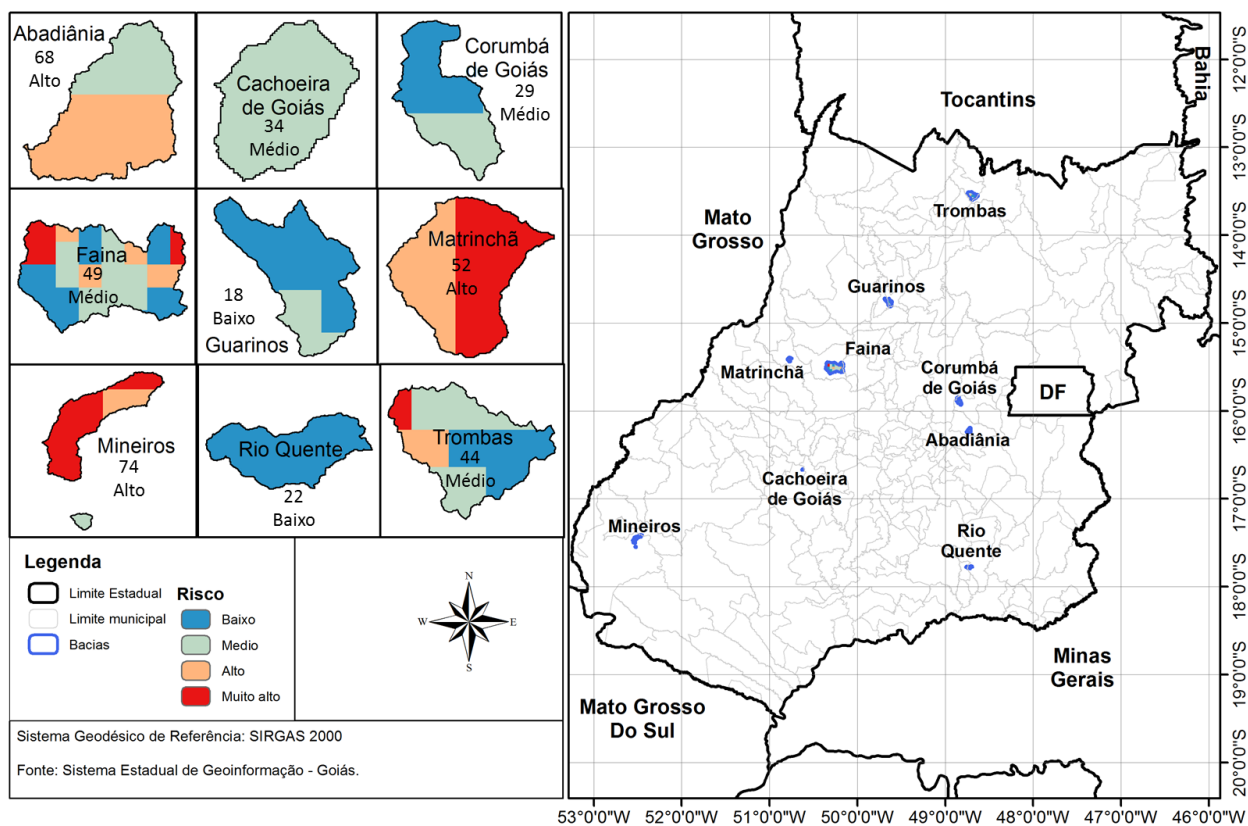 Abadiânia
68
Alto
Cachoeira
de Goiás
34
Médio
Corumbá
de Goiás
29
Médio
Faina
49
Médio
18
Baixo
Guarinos
Matrinchã
52
Alto
Mineiros
74
Alto
Rio Quente
22
Baixo
Trombas
44
Médio
Legenda
Limite Estadual
Limite municipal
Bacias
Risco
Baixo
Medio
Alto
Muito alto
N
W
E
S
Sistema Geodésico de Referência: SIRGAS 2000
Fonte: Sistema Estadual de Geoinformação - Goiás.
Tocantins
Bahia
Mato
Grosso
Trombas
Guarinos
Faina
Matrinchã
Corumbá
de Goiás
DF
Abadiânia
Cachoeira
de Goiás
Mineiros
Rio
Quente
Minas
Gerais
Mato Grosso
Do Sul
12°0'0"S
13°0'0"S
14°0'0"S
15°0'0"S
16°0'0"S
17°0'0"S
18°0'0"S
19°0'0"S
20°0'0"S
53°0'0"W
52°0'0"W
51°0'0"W
50°0'0"W
49°0'0"W
48°0'0"W
47°0'0"W
46°0'0"W